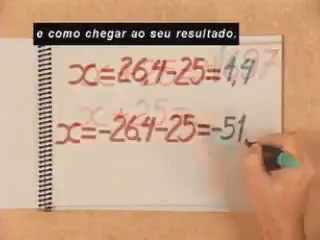 e como chegar ao seu resultado.
x=26,4-25=1,4
x=-26,4-25=-51,